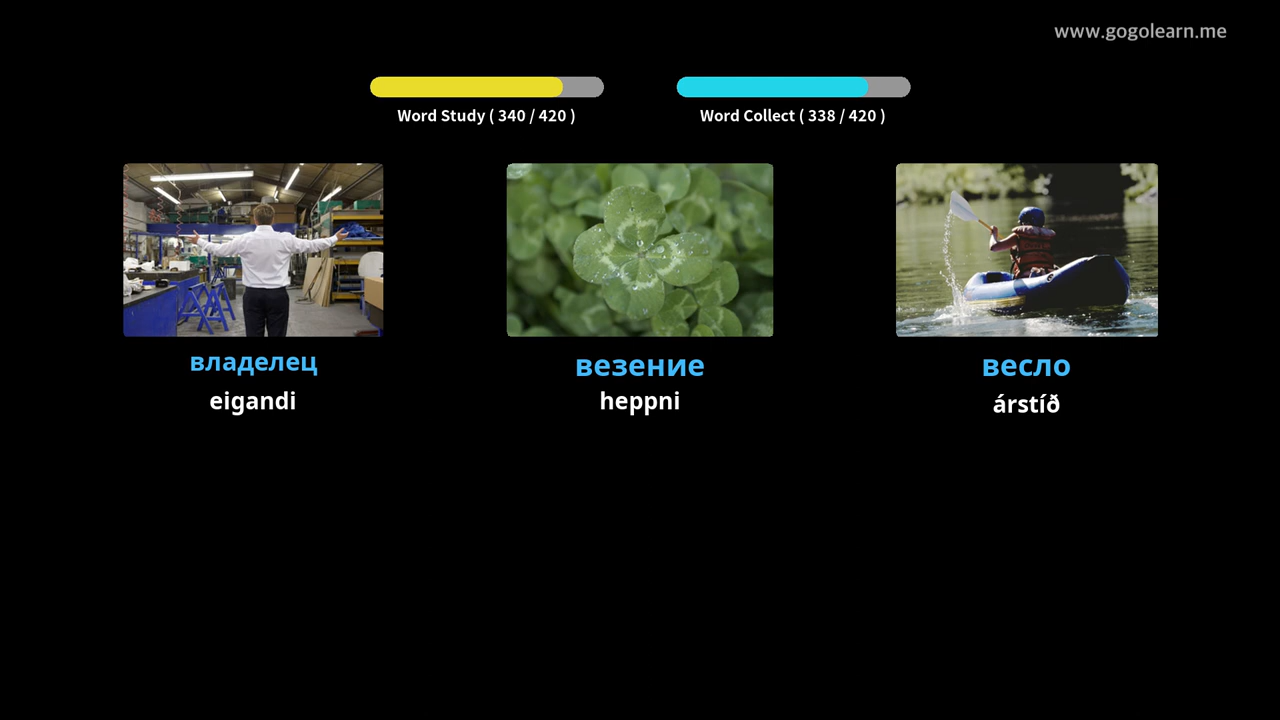 www.gogolearn.me
Word Study ( 340 / 420 )
Word Collect ( 338 / 420 )
владелец
eigandi
везение
heppni
весло
árstíð